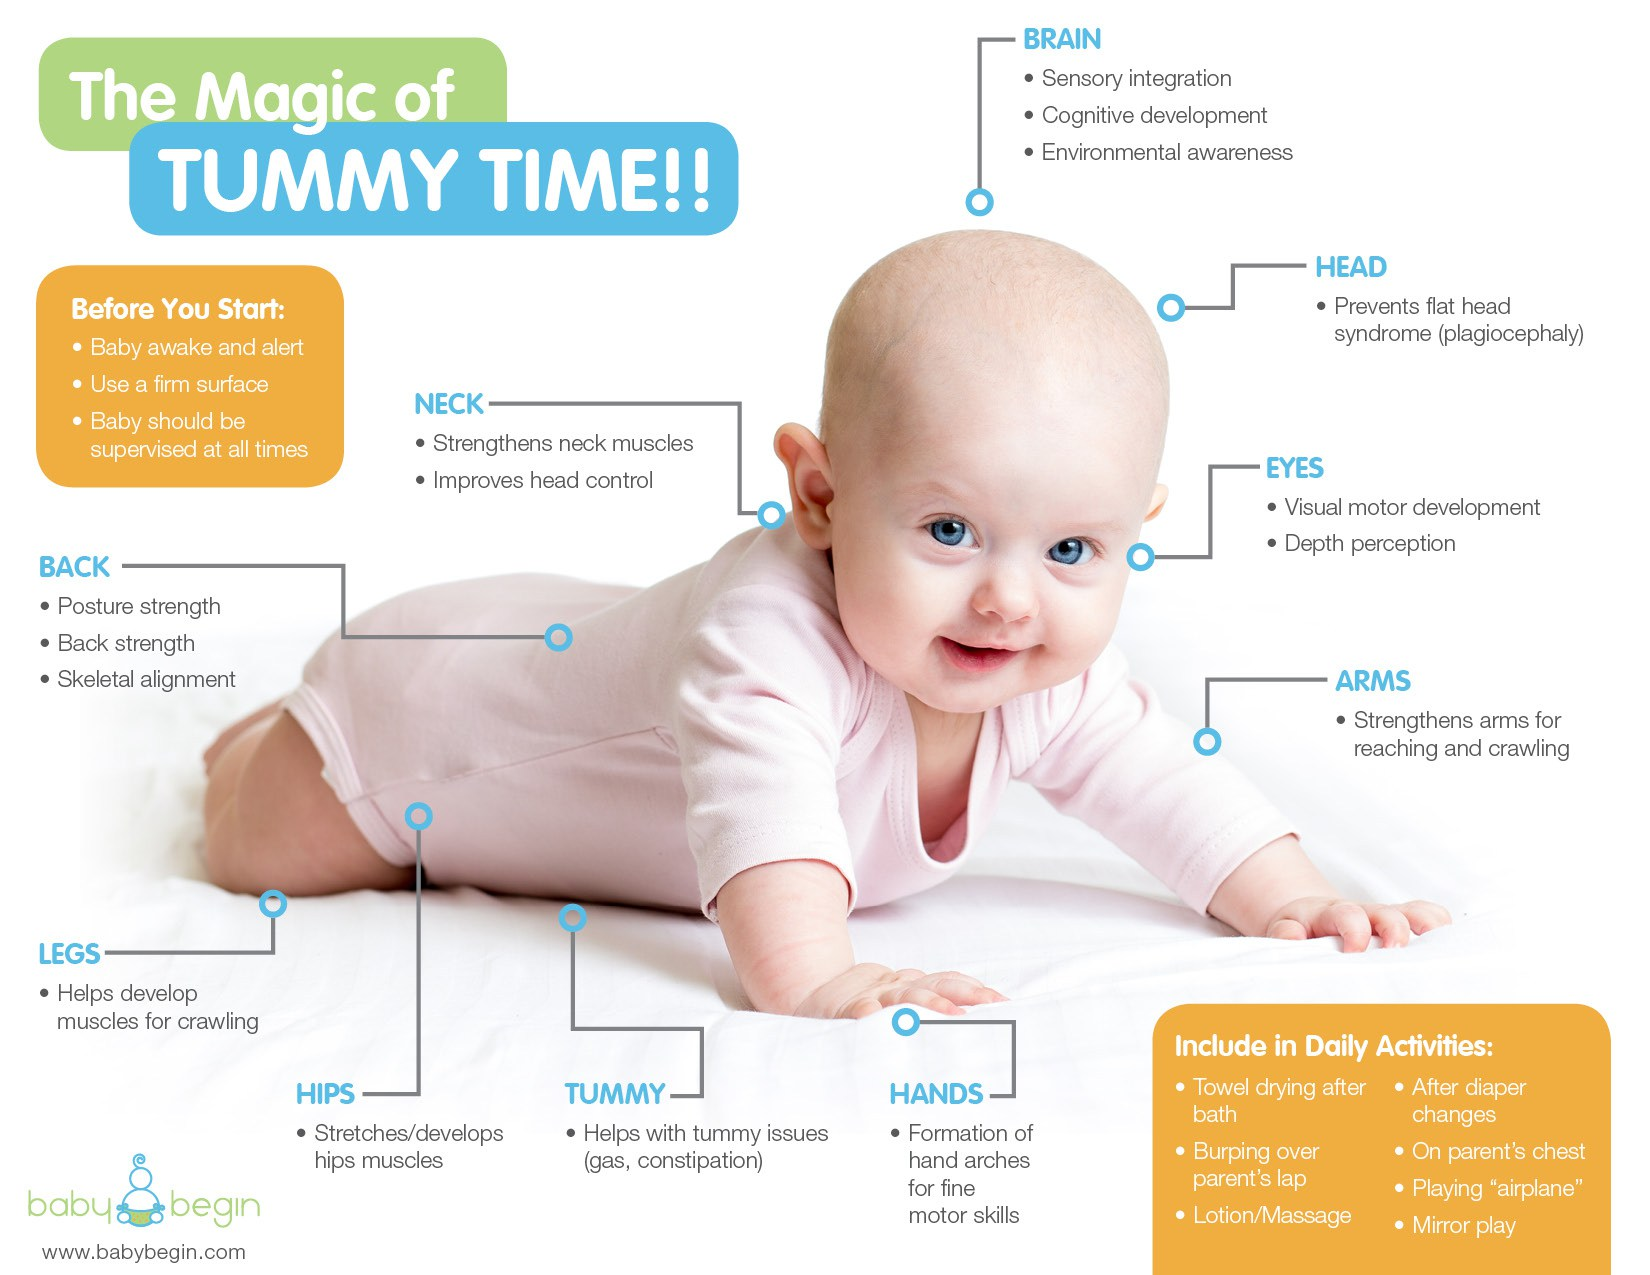 The Magic of
TUMMY TIME!!
Before You Start:
• Baby awake and alert
• Use a firm surface
• Baby should be
supervised at all times
BRAIN
• Sensory integration
• Cognitive development
• Environmental awareness
HEAD
• Prevents flat head
syndrome (plagiocephaly)
NECK
• Strengthens neck muscles
• Improves head control
EYES
• Visual motor development
• Depth perception
BACK
• Posture strength
• Back strength
• Skeletal alignment
ARMS
• Strengthens arms for
reaching and crawling
LEGS
• Helps develop
muscles for crawling
HIPS
• Stretches/develops
hips muscles
TUMMY
• Helps with tummy issues
(gas, constipation)
HANDS
• Formation of
hand arches
for fine
motor skills
Include in Daily Activities:
• Towel drying after
bath
• Burping over
parent’s lap
• Lotion/Massage
• After diaper
changes
• On parent’s chest
• Playing “airplane”
• Mirror play
baby begin
www.babybegin.com